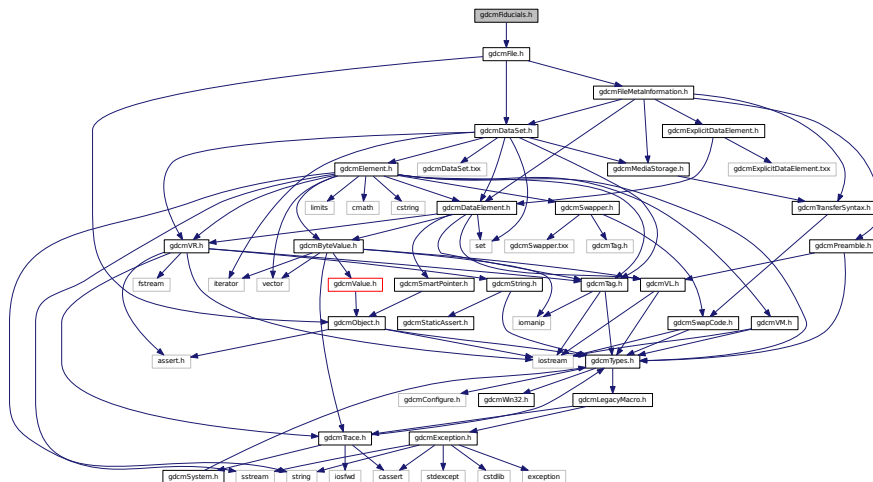 gdcmFiducials.h
gdcmFile.h
gdcmFileMetaInformation.h
gdcmDataSet.h
gdcmExplicitDataElement.h
gdcmElement.h
gdcmDataSet.txx
gdcmMediaStorage.h
gdcmExplicitDataElement.txx
limits
cmath
cstring
gdcmDataElement.h
gdcmSwapper.h
gdcmTransferSyntax.h
gdcmVR.h
gdcmByteValue.h
set
gdcmSwapper.txx
gdcmTag.h
gdcmPreamble.h
fstream
iterator
vector
gdcmValue.h
gdcmSmartPointer.h
gdcmString.h
gdcmTag.h
gdcmVL.h
gdcmObject.h
gdcmStaticAssert.h
iomanip
gdcmSwapCode.h
gdcmVM.h
assert.h
iostream
gdcmTypes.h
gdcmConfigure.h
gdcmWin32.h
gdcmLegacyMacro.h
gdcmTrace.h
gdcmException.h
gdcmSystem.h
sstream
string
iosfwd
cassert
stdexcept
cstdlib
exception